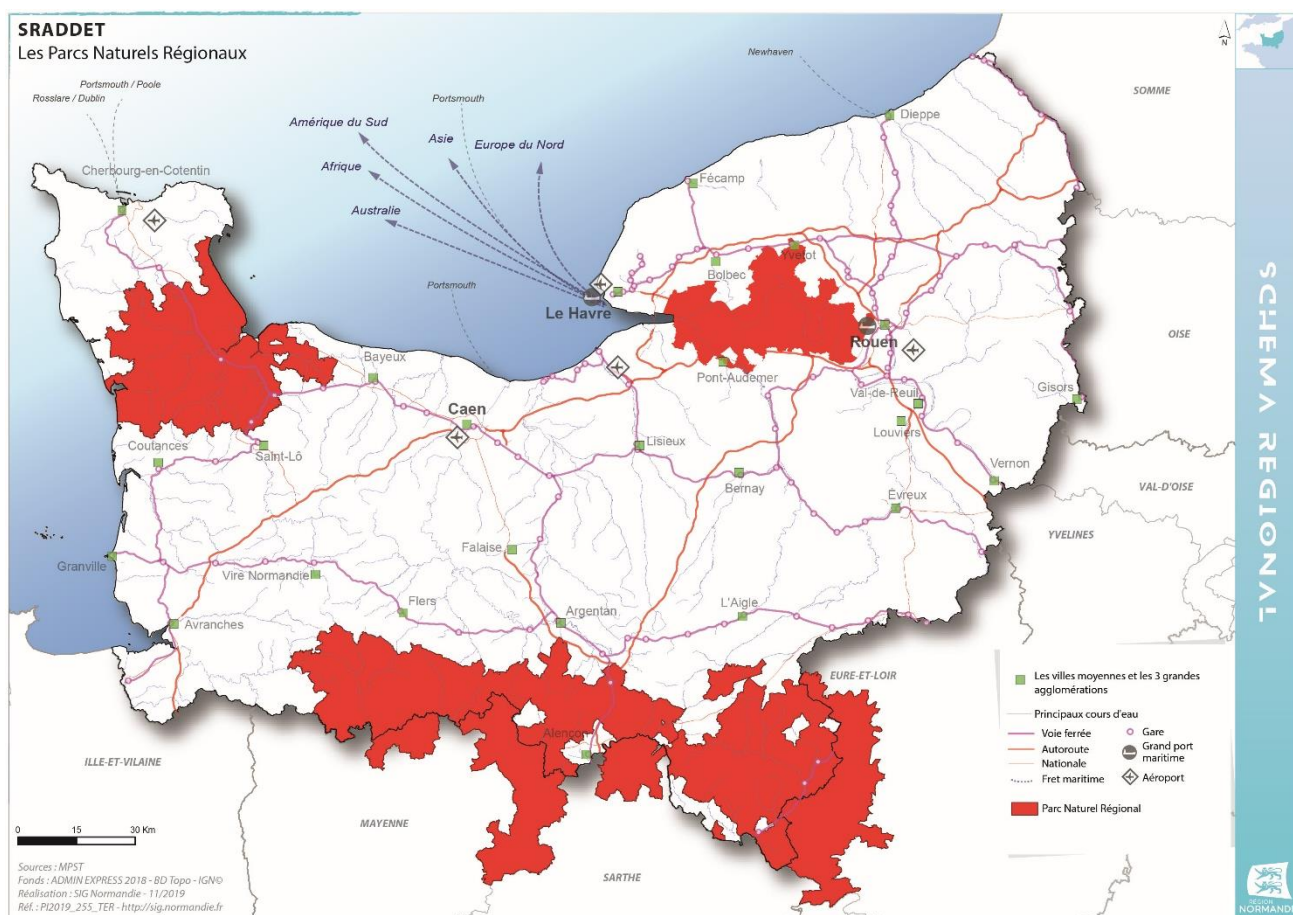 SRADDET
Les Parcs Naturels Régionaux
N
Newhaven
Portsmouth / Poole
Rosslare / Dublin
Portsmouth
SOMME
Dieppe
Amérique du Sud
Asie
Europe du Nord
Afrique
Cherbourg-en-Cotentin
Fécamp
Australie
Yvetot
Bolbec
Portsmouth
Le Havre
Rouen
OISE
Bayeux
Pont-Audemer
Val-de-Reuil
Gisors
Caen
Louviers
Coutances
Saint-Lô
Lisieux
Bernay
Vernon
VAL-D'OISE
Évreux
YVELINES
Falaise
Granville
Vire Normandie
Flers
Argentan
L'Aigle
Avranches
EURE-ET-LOIR
Alençon
ILLE-ET-VILAINE
MAYENNE
SARTHE
Les villes moyennes et les 3 grandes
agglomérations
Principaux cours d'eau
Voie ferrée
Autoroute
Nationale
Fret maritime
Gare
Grand port
maritime
Aéroport
Parc Naturel Régional
0 15 30 Km
Sources : MPST
Fonds : ADMIN EXPRESS 2018 - BD Topo - IGN©
Réalisation : SIG Normandie - 11/2019
Réf. : PI2019_255_TER - http://sig.normandie.fr
SCHEMA REGIONAL
RÉGION
NORMANDIE